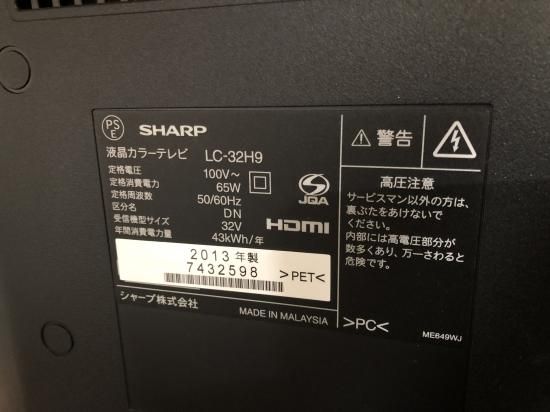 PS
E
SHARP
液晶カラーテレビ LC-32H9
定格電圧 100V~
定格消費電力 65W
定格周波数 50/60Hz
区分名 DN
受信機型サイズ 32V
年間消費電力量 43kWh/年
JQA
HDMI
2013年製
7432598
>PET<
シャープ株式会社
MADE IN MALAYSIA
警告
高圧注意
サービスマン以外の方は、
裏ぶたをあけないで
ください。
内部には高電圧部分が
数多くあり、万一さわると
危険です。
>PC<
ME649WJ